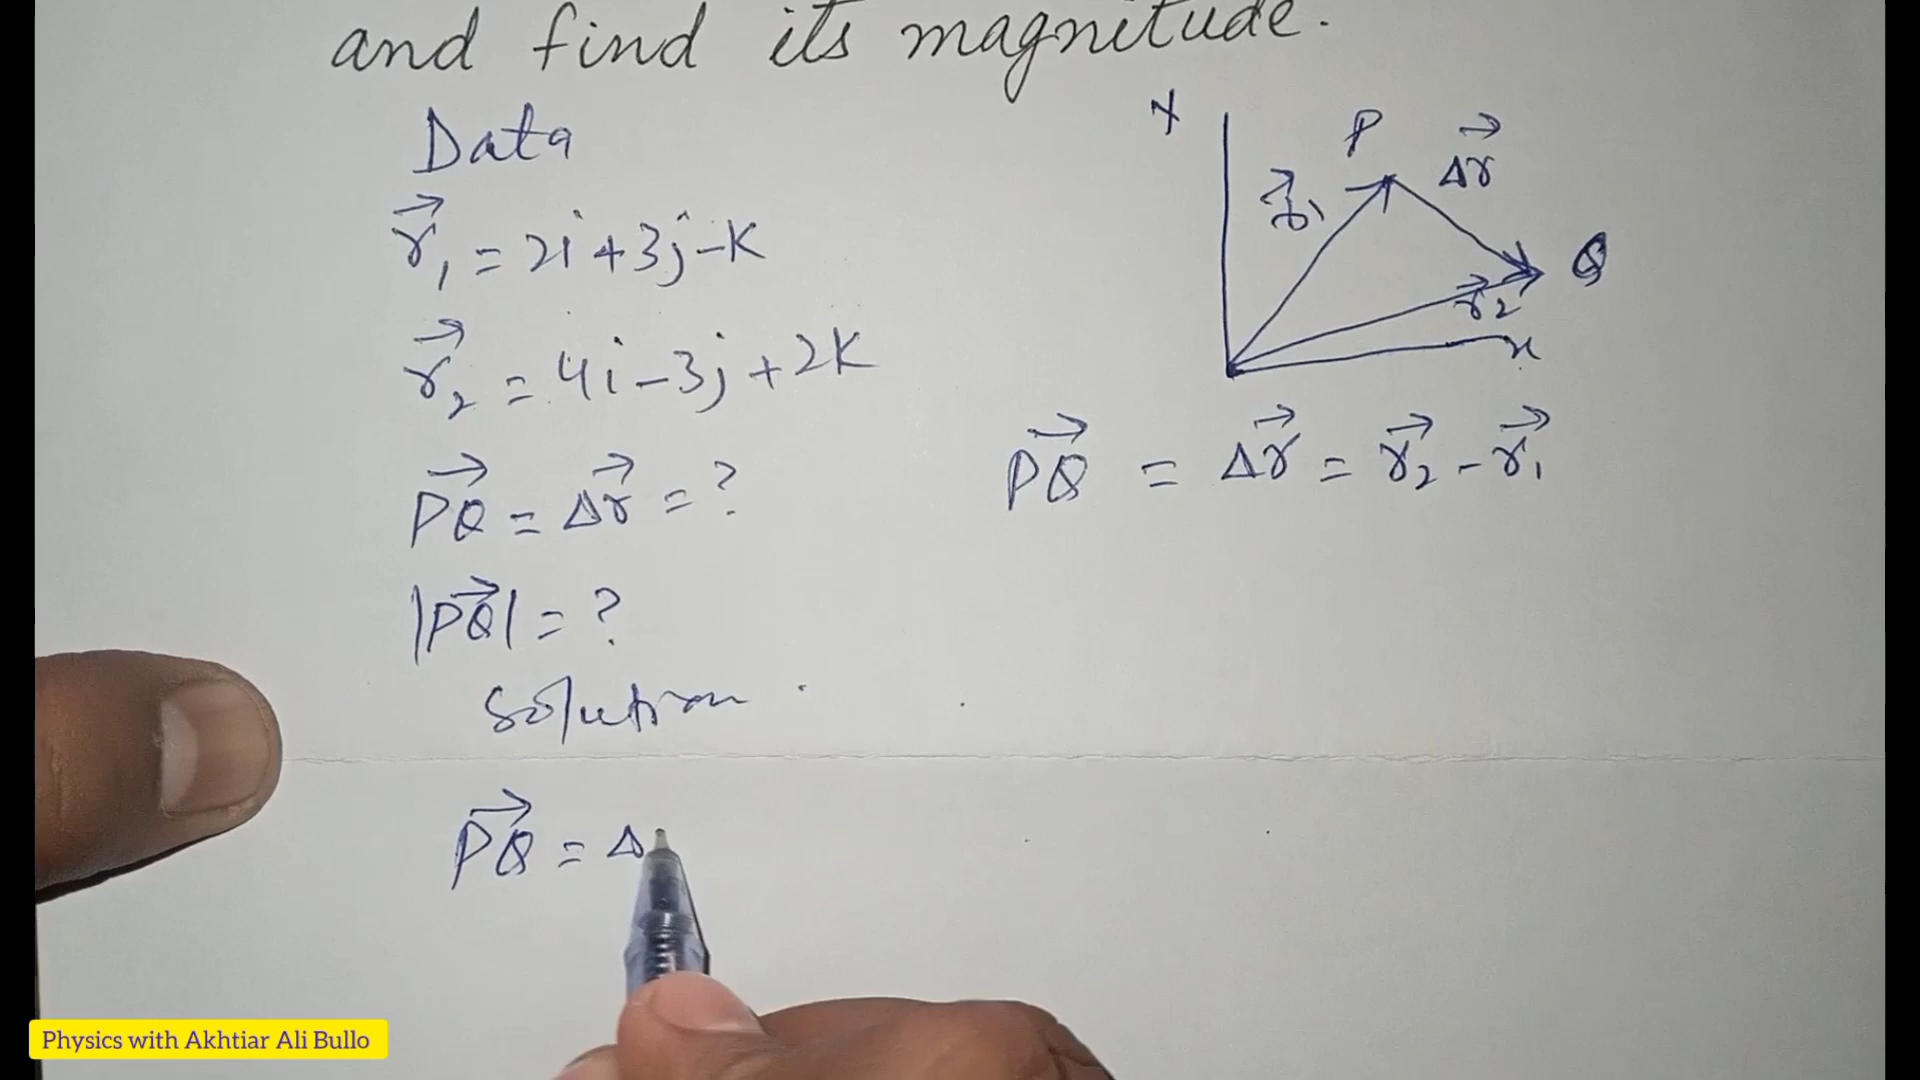 and find its magnitude.
Data
r⃗₁ = 2i + 3j - K
r⃗₂ = 4i - 3j + 2K
PQ⃗ = Δr⃗ = ?
|PQ⃗| = ?
Solution
PQ⃗ = Δ
Y
P
Δr⃗
r⃗₁
Q
r⃗₂
x
PQ⃗ = Δr⃗ = r⃗₂ - r⃗₁
Physics with Akhtiar Ali Bullo